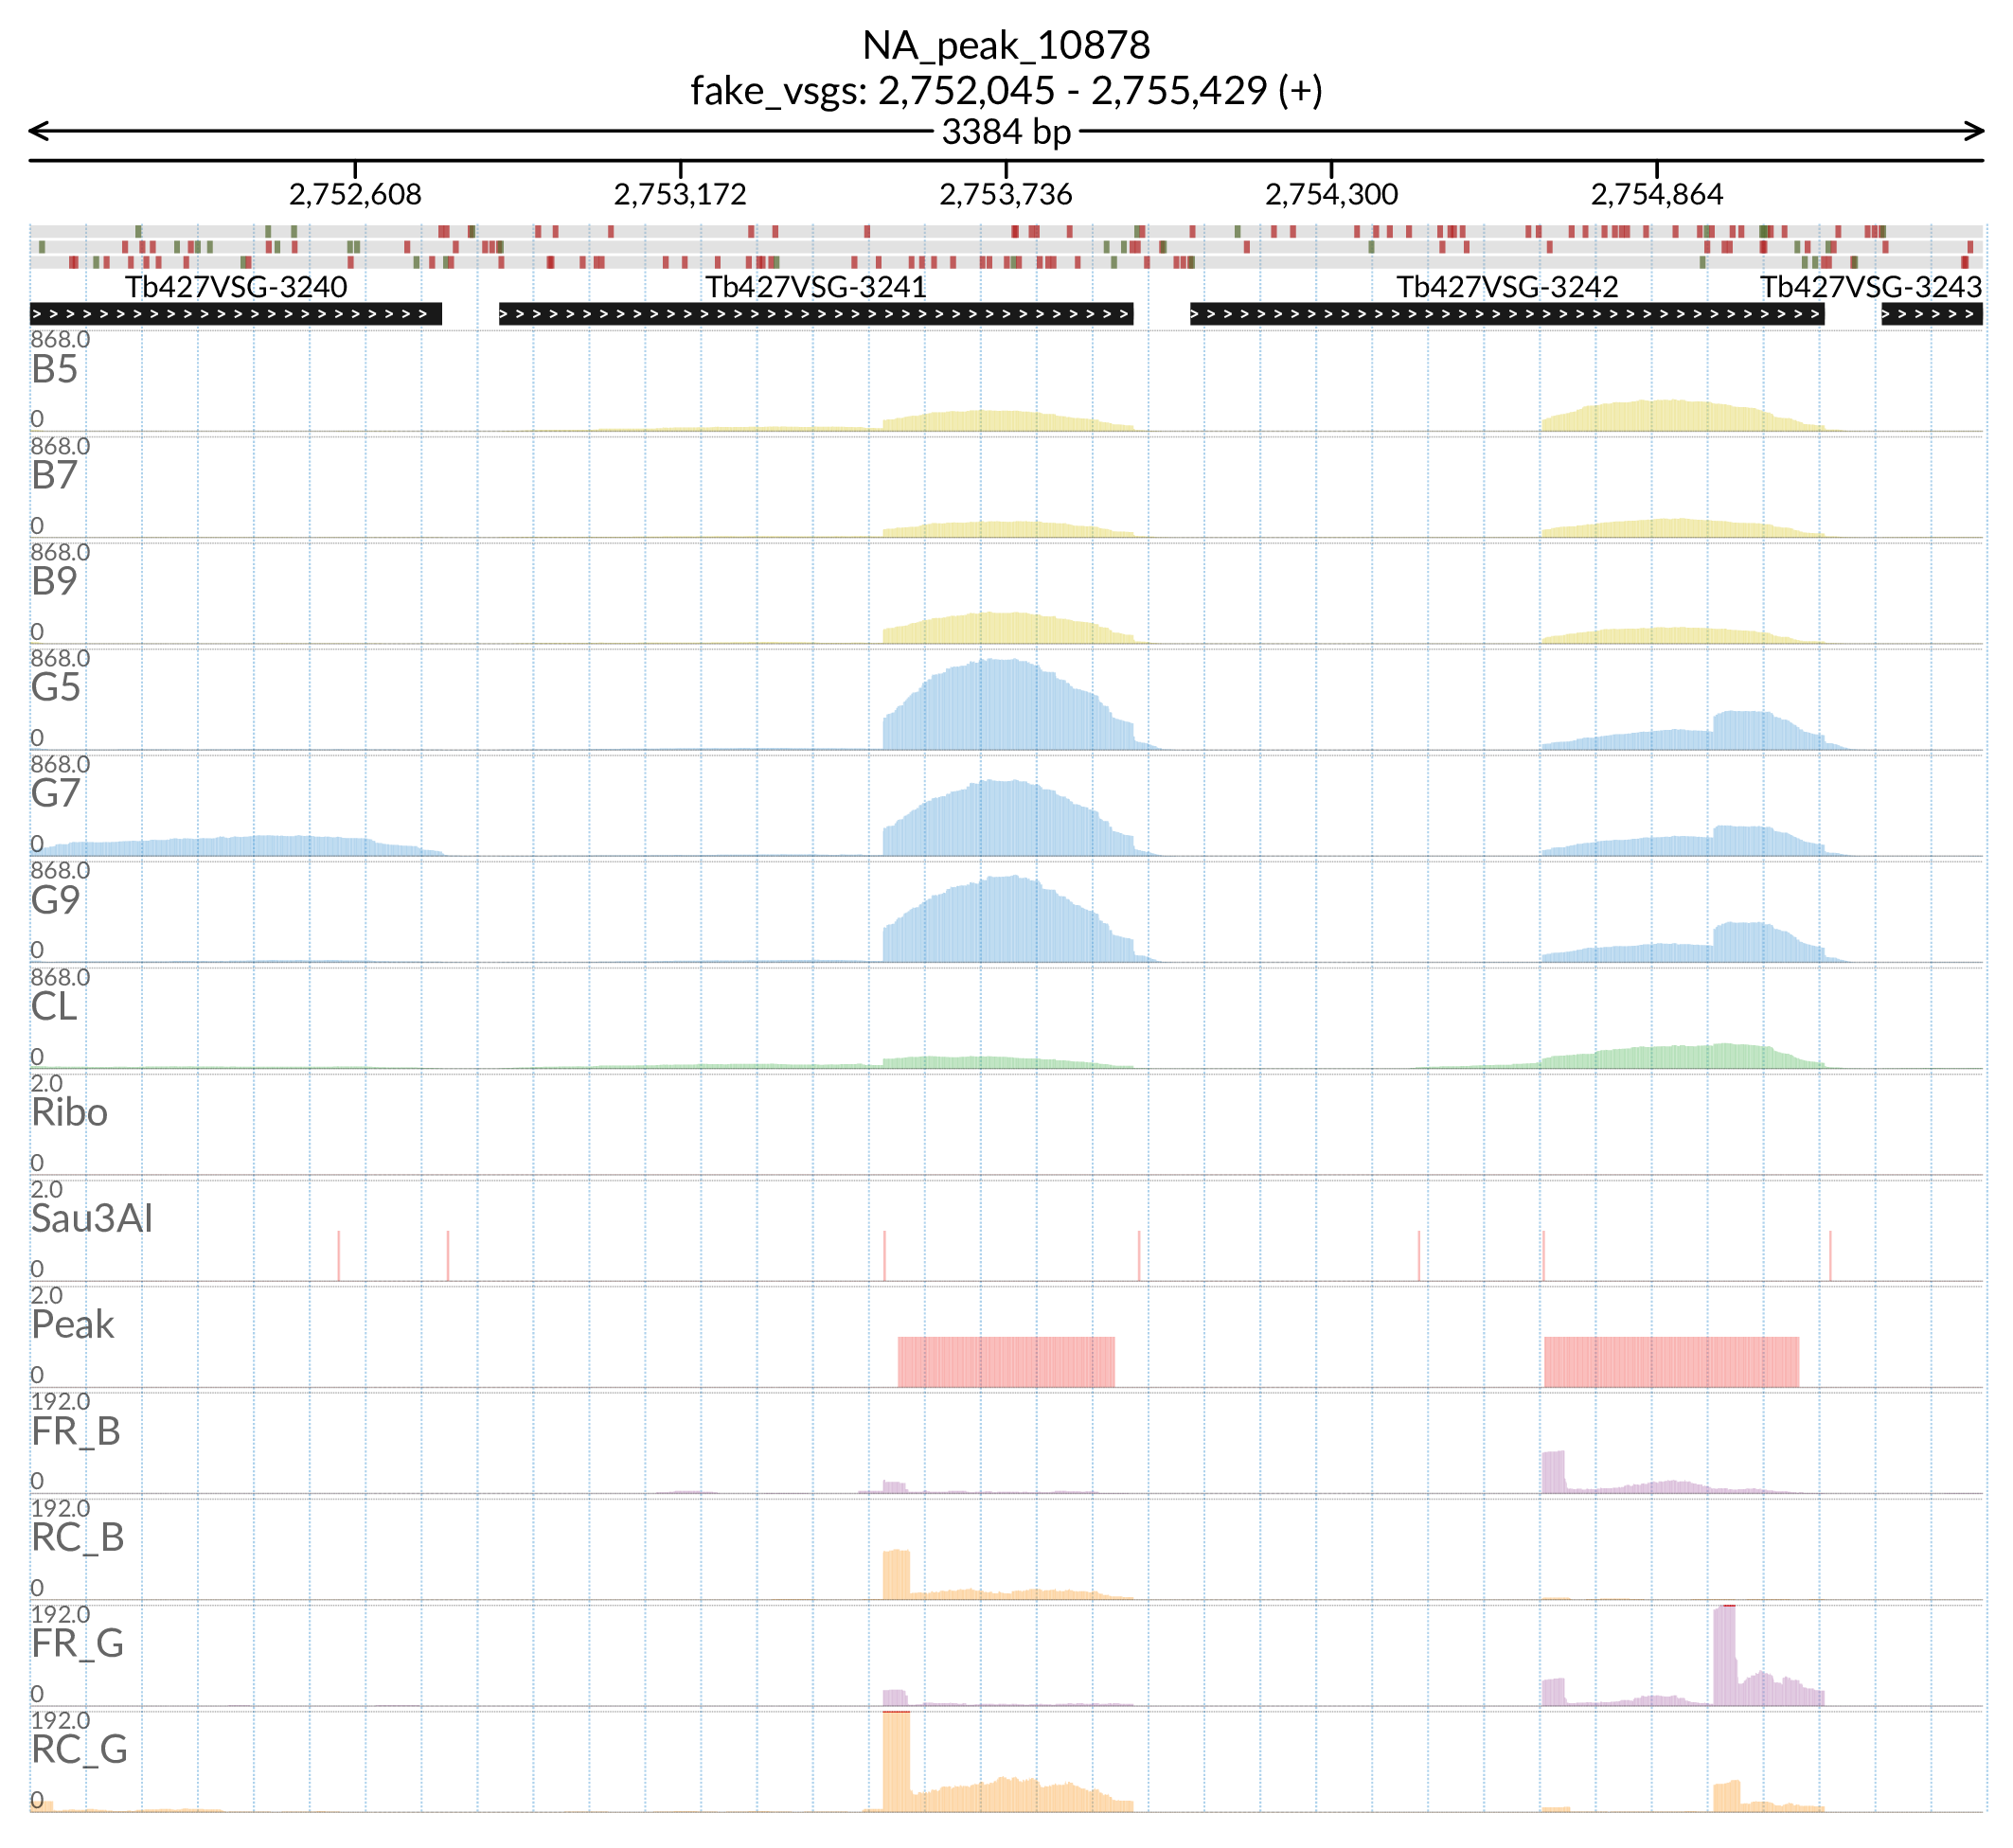 NA_peak_10878
fake_vsgs: 2,752,045 - 2,755,429 (+)
3384 bp
2,752,608 2,753,172 2,753,736 2,754,300 2,754,864
Tb427VSG-3240 Tb427VSG-3241 Tb427VSG-3242 Tb427VSG-3243
868.0
B5
0
868.0
B7
0
868.0
B9
0
868.0
G5
0
868.0
G7
0
868.0
G9
0
868.0
CL
0
2.0
Ribo
0
2.0
Sau3AI
0
2.0
Peak
0
192.0
FR_B
0
192.0
RC_B
0
192.0
FR_G
0
192.0
RC_G
0